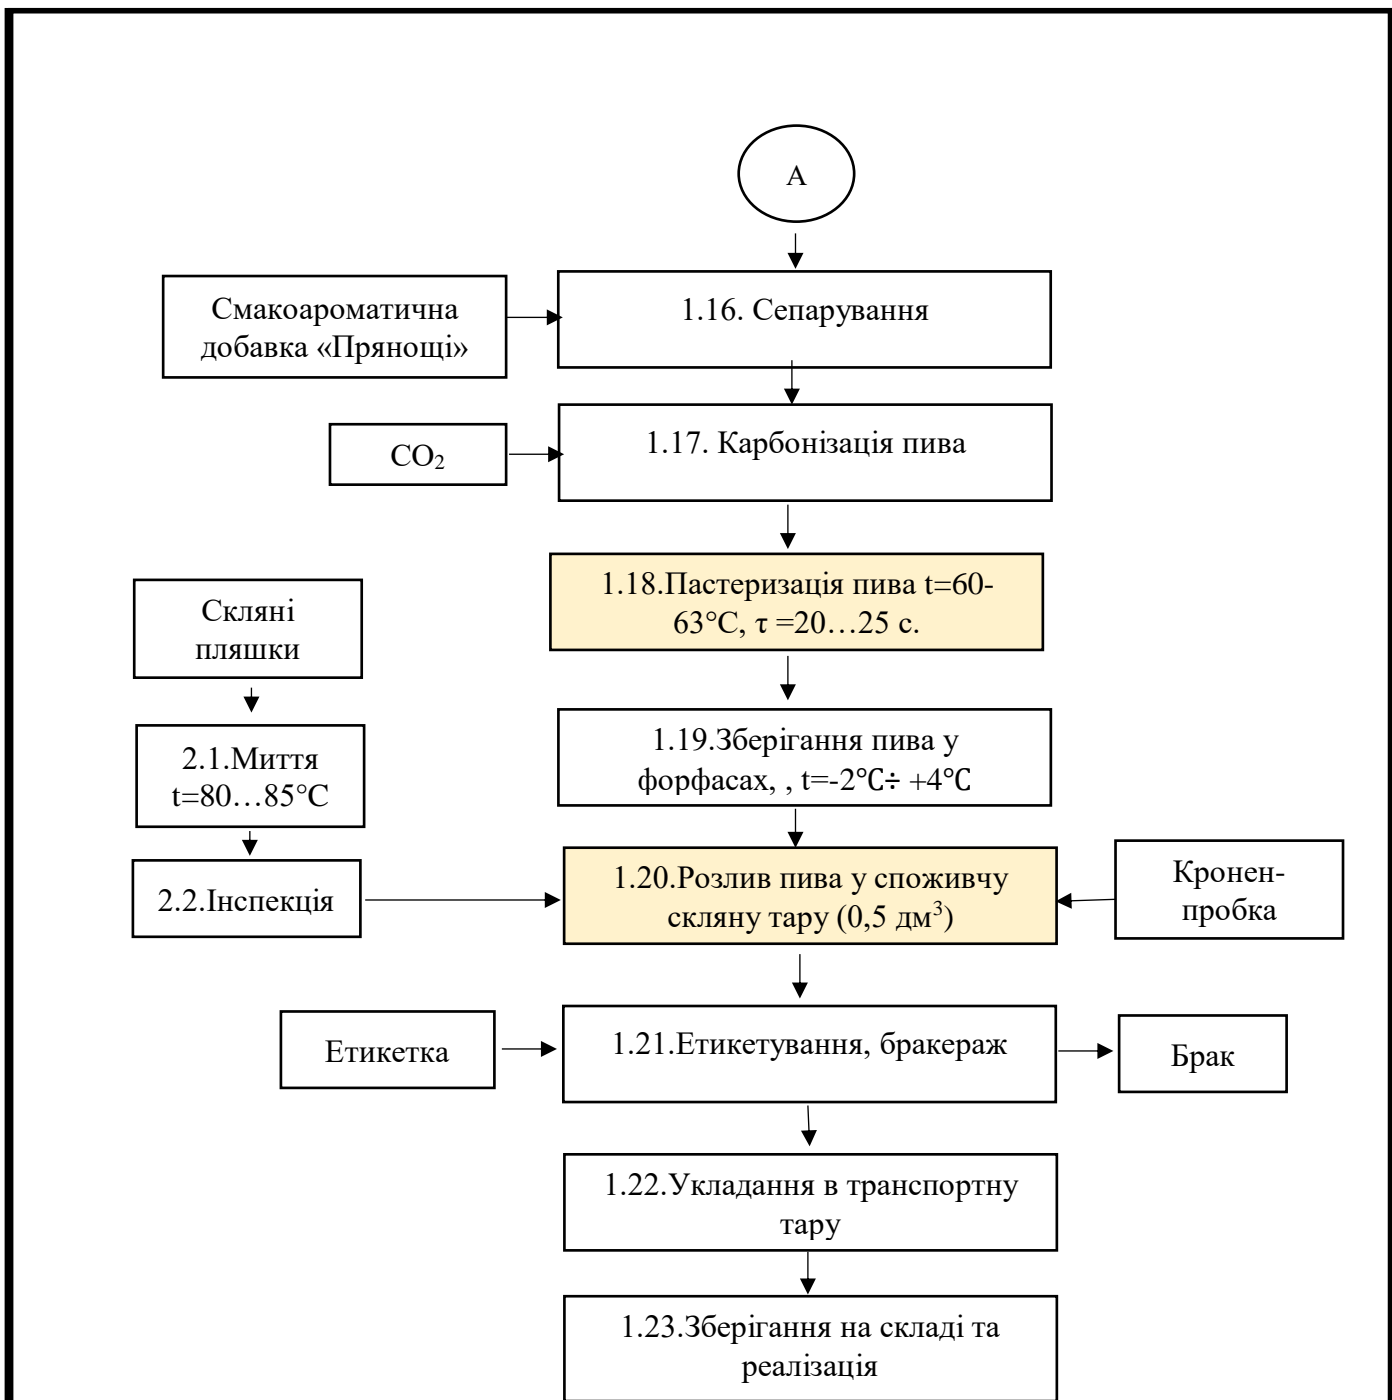 А
Смакоароматична
добавка «Прянощі»
1.16. Сепарування
CO₂
1.17. Карбонізація пива
1.18.Пастеризація пива t=60-
63°С, τ =20…25 с.
Скляні
пляшки
2.1.Миття
t=80…85°С
2.2.Інспекція
1.19.Зберігання пива у
форфасах, , t=-2℃÷ +4℃
1.20.Розлив пива у споживчу
скляну тару (0,5 дм³)
Кронен-
пробка
Етикетка
1.21.Етикетування, бракераж
Брак
1.22.Укладання в транспортну
тару
1.23.Зберігання на складі та
реалізація